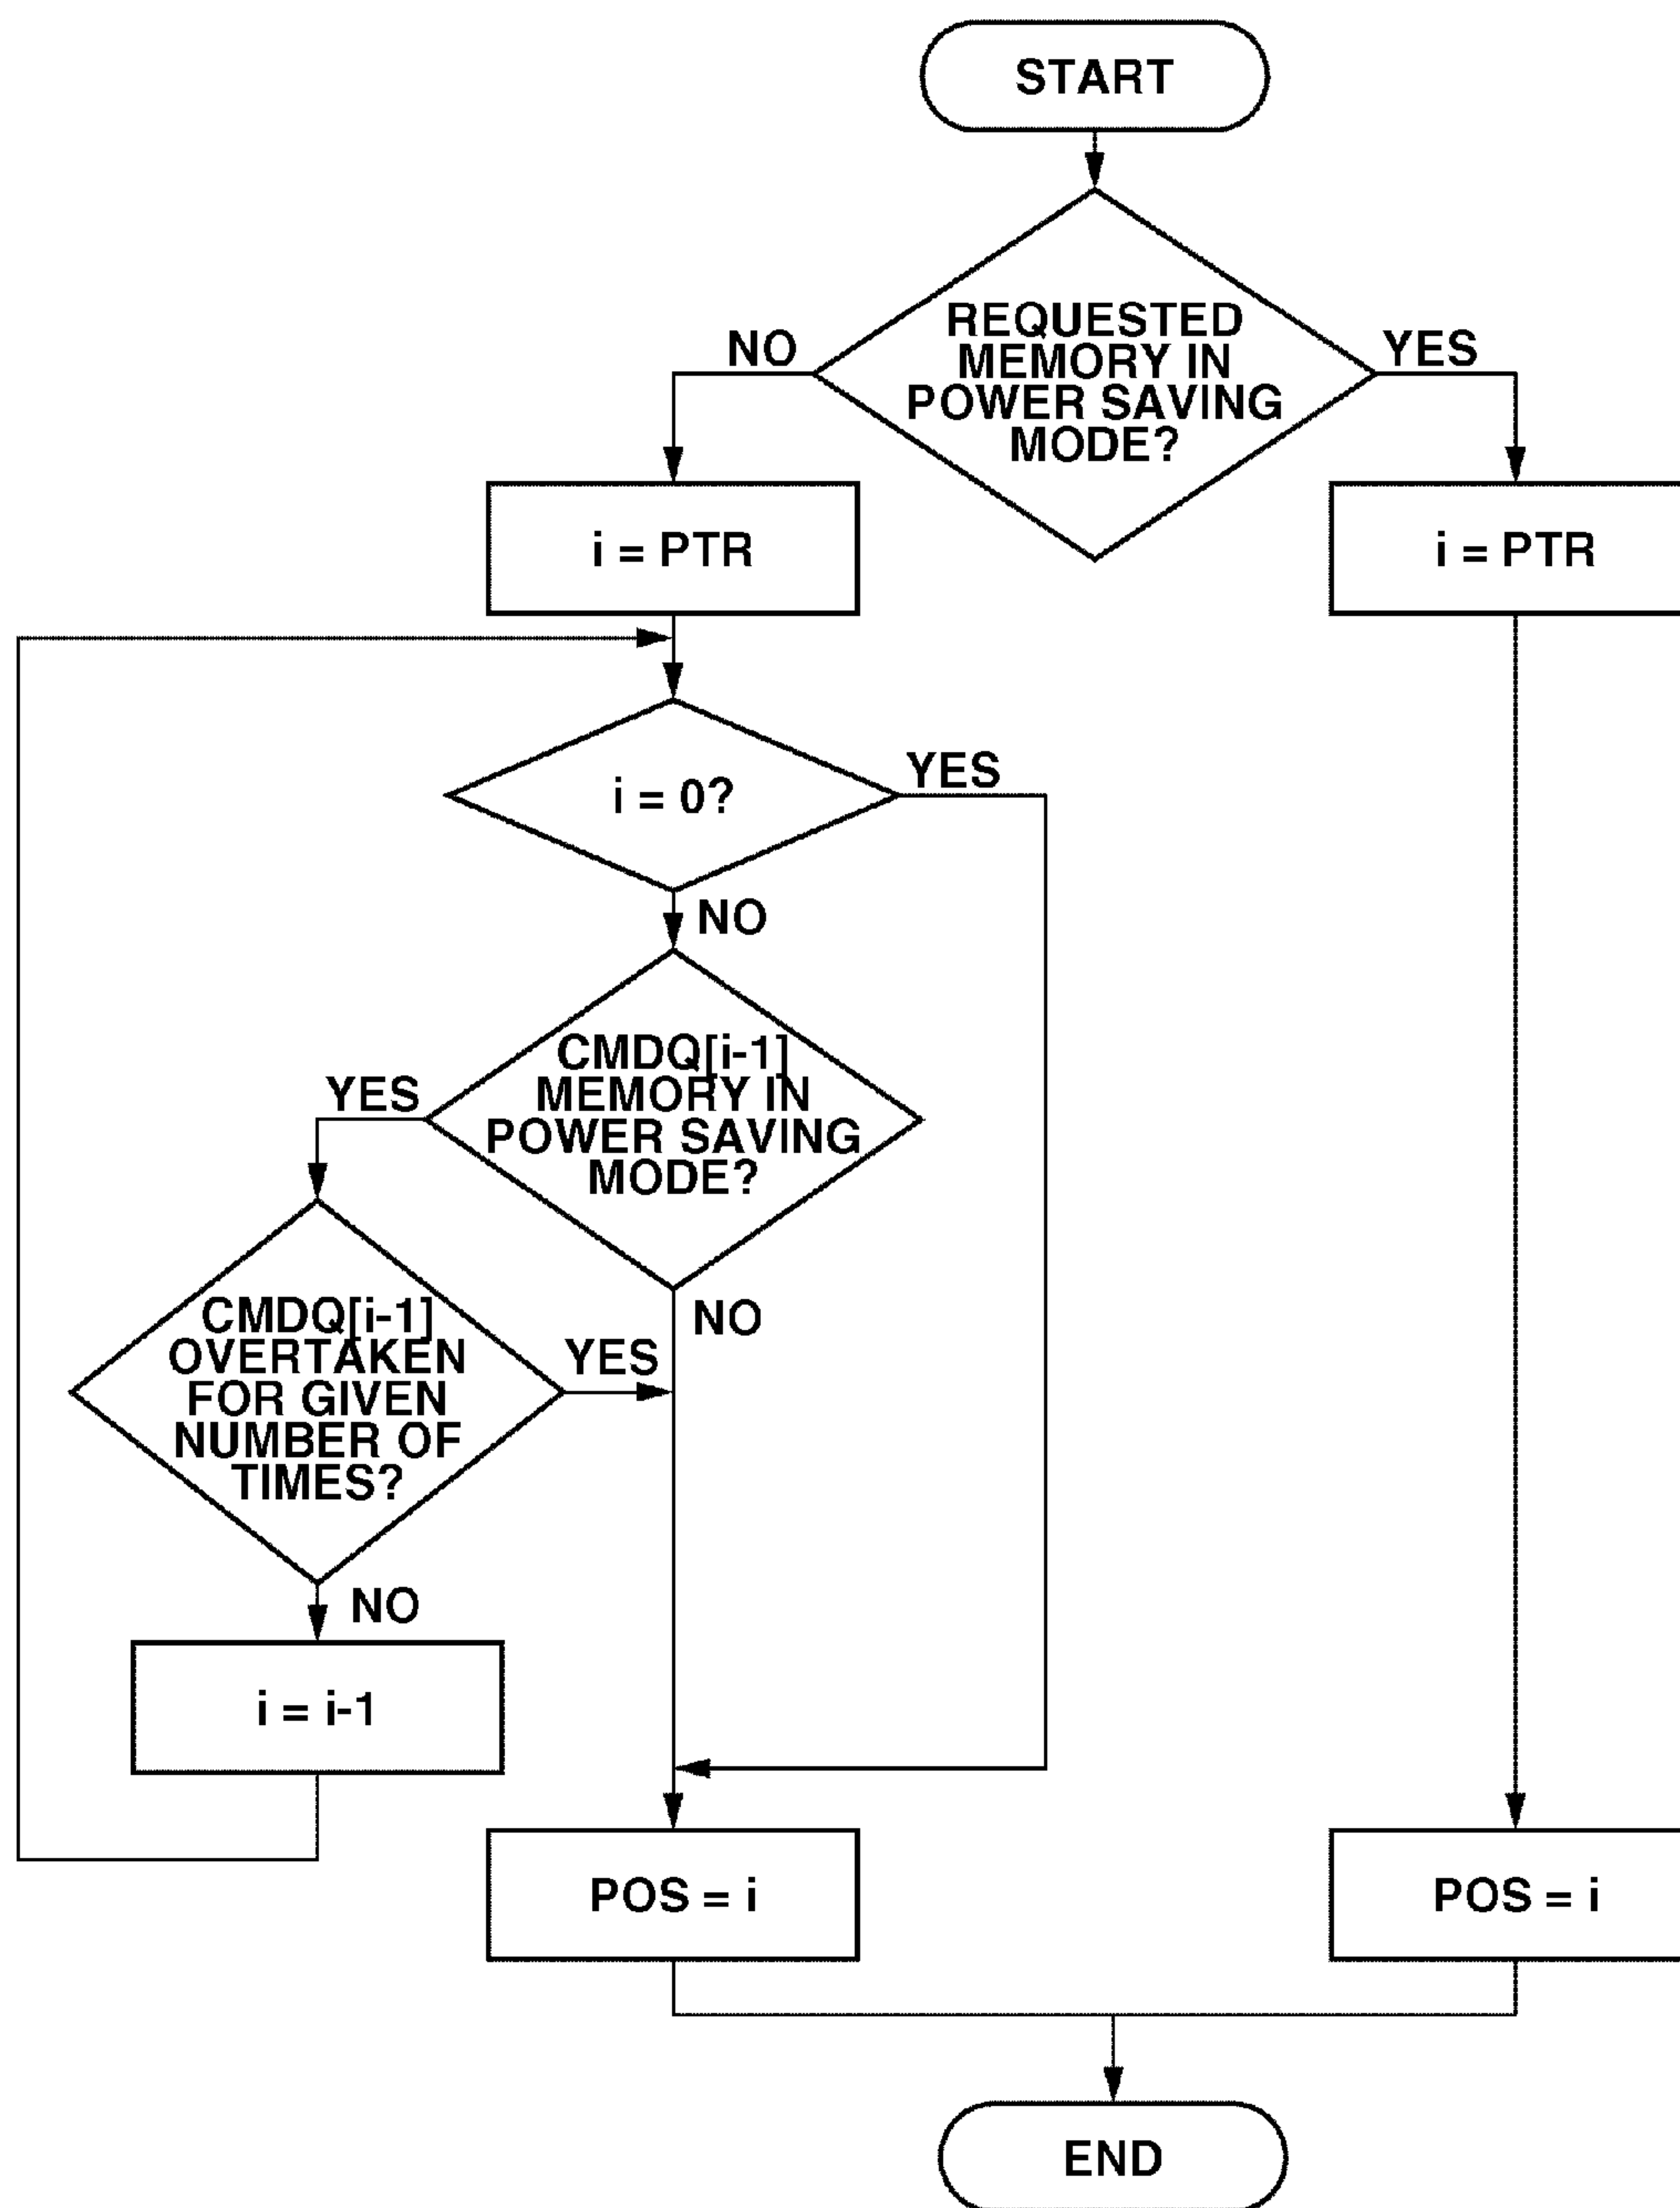 START
REQUESTED
MEMORY IN
POWER SAVING
MODE?
NO
YES
i = PTR
i = PTR
i = 0?
YES
NO
CMDQ[i-1]
MEMORY IN
POWER SAVING
MODE?
YES
NO
CMDQ[i-1]
OVERTAKEN
FOR GIVEN
NUMBER OF
TIMES?
YES
NO
i = i-1
POS = i
POS = i
END